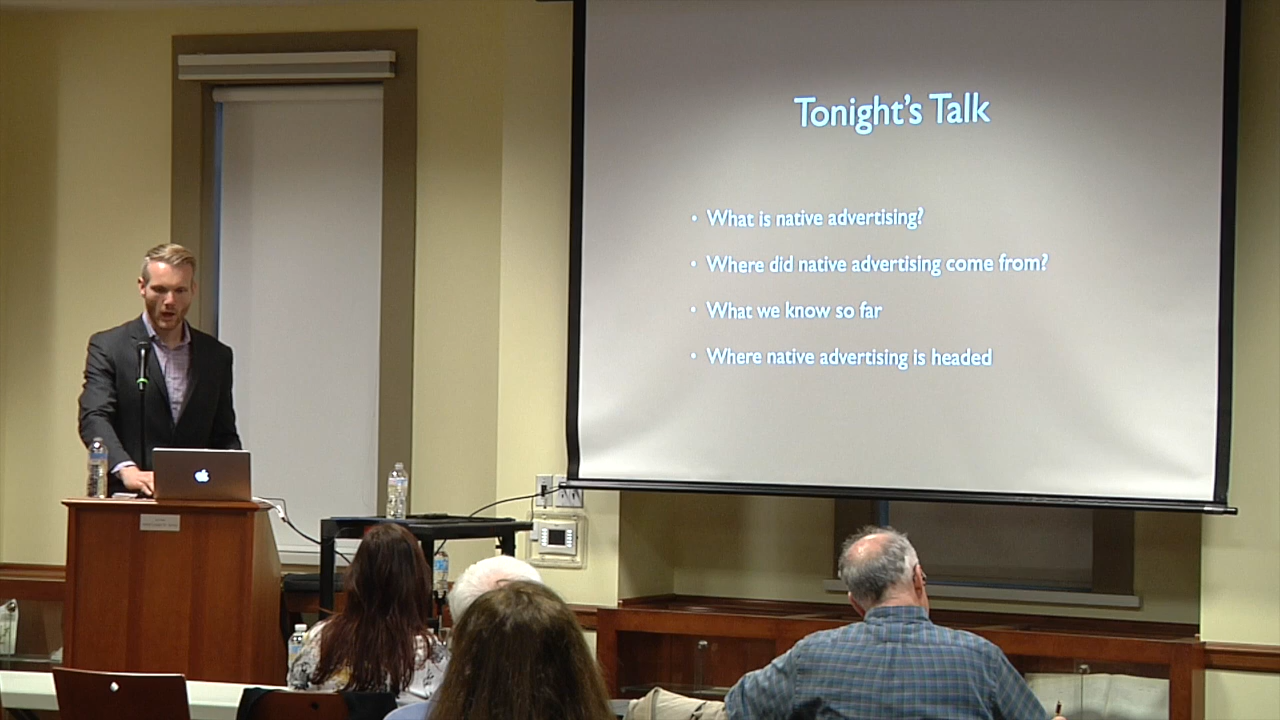 Tonight's Talk
• What is native advertising?
• Where did native advertising come from?
• What we know so far
• Where native advertising is headed